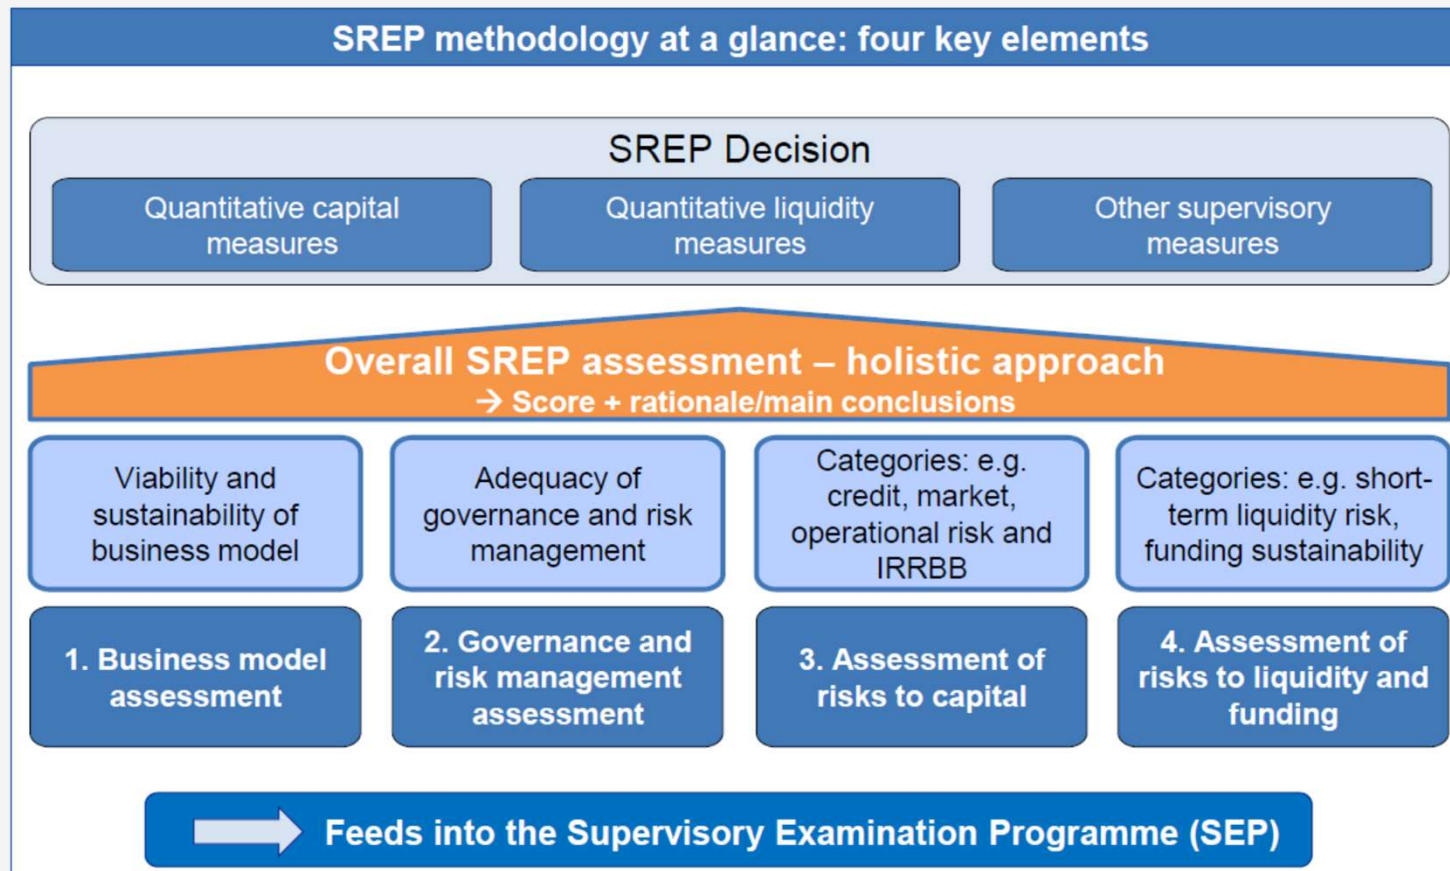 SREP methodology at a glance: four key elements
SREP Decision
Quantitative capital
measures
Quantitative liquidity
measures
Other supervisory
measures
Overall SREP assessment – holistic approach
→ Score + rationale/main conclusions
Viability and
sustainability of
business model
Adequacy of
governance and risk
management
Categories: e.g.
credit, market,
operational risk and
IRRBB
Categories: e.g. short-
term liquidity risk,
funding sustainability
1. Business model
assessment
2. Governance and
risk management
assessment
3. Assessment of
risks to capital
4. Assessment of
risks to liquidity and
funding
Feeds into the Supervisory Examination Programme (SEP)